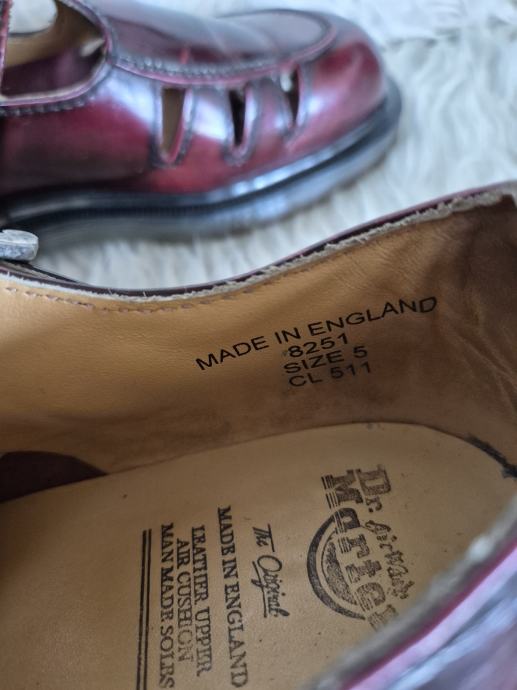 MADE IN ENGLAND
8251
SIZE 5
CL 511
Dr. AirWair
Martens
The Original
MADE IN ENGLAND
LEATHER UPPER
AIR CUSHION
MAN MADE SOLES